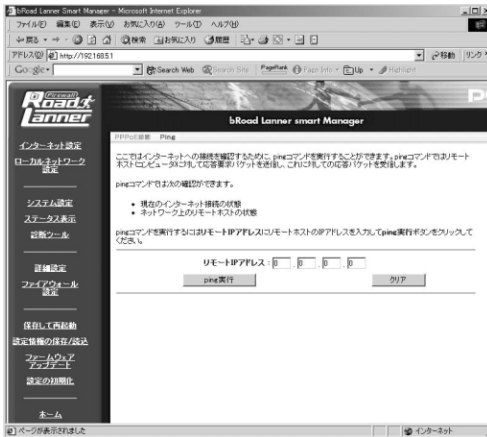 bRoad Lanner Smart Manager - Microsoft Internet Explorer
ファイル(F) 編集(E) 表示(V) お気に入り(A) ツール(T) ヘルプ(H)
戻る 検索 お気に入り 履歴
アドレス(D) http://192.168.5.1 移動 リンク
Google Search Web Search Site PageRank Page Info Up Highlight
Firewall
Road
Lanner
bRoad Lanner smart Manager
インターネット設定
ローカルネットワーク
設定
システム設定
ステータス表示
診断ツール
詳細設定
ファイアウォール
設定
保存して再起動
設定情報の保存/読込
ファームウェア
アップデート
設定の初期化
ホーム
PPPoE診断 Ping
ここではインターネットへの接続を確認するために、pingコマンドを実行することができます。pingコマンドではリモート
ホストコンピュータに対して応答要求パケットを送信し、これに対しての応答パケットを受信します。
pingコマンドでは次の確認ができます。
• 現在のインターネット接続の状態
• ネットワーク上のリモートホストの状態
pingコマンドを実行するにはリモートIPアドレスにリモートホストのIPアドレスを入力してping実行ボタンをクリックして
ください。
リモートIPアドレス : 0 . 0 . 0 . 0
ping実行 クリア
ページが表示されました インターネット